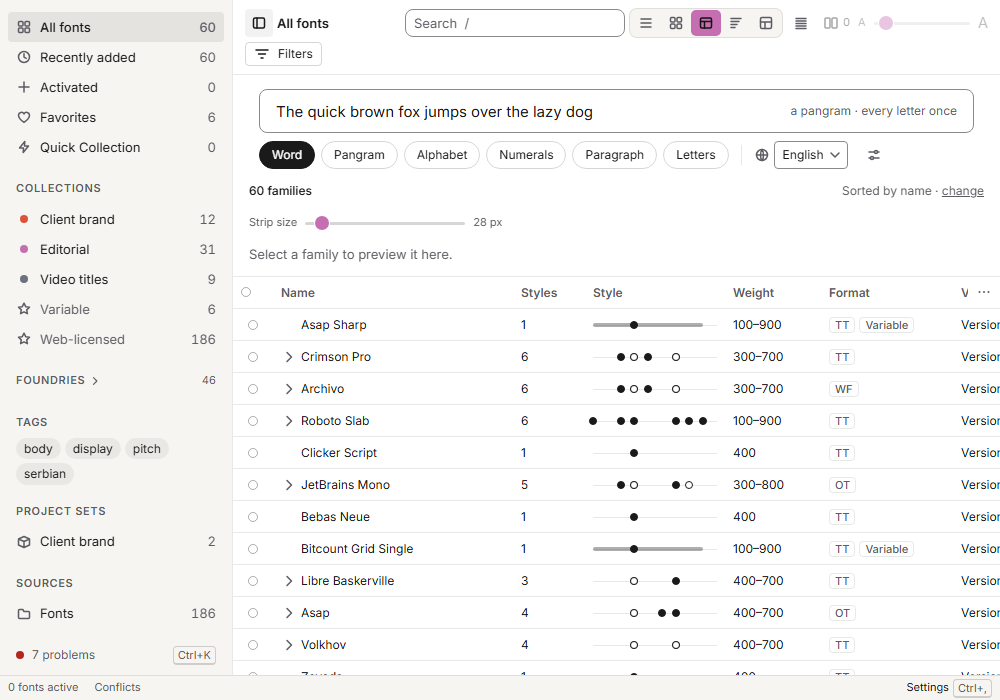 All fonts 60
Recently added 60
Activated 0
Favorites 6
Quick Collection 0
COLLECTIONS
Client brand 12
Editorial 31
Video titles 9
Variable 6
Web-licensed 186
FOUNDRIES 46
TAGS
body display pitch
serbian
PROJECT SETS
Client brand 2
SOURCES
Fonts 186
7 problems Ctrl+K
All fonts Search / 0 A A
Filters
The quick brown fox jumps over the lazy dog a pangram · every letter once
Word Pangram Alphabet Numerals Paragraph Letters English
60 families Sorted by name · change
Strip size 28 px
Select a family to preview it here.
Name Styles Style Weight Format V ···
Asap Sharp 1 100–900 TT Variable Version
Crimson Pro 6 300–700 TT Version
Archivo 6 300–700 WF Version
Roboto Slab 6 100–900 TT Version
Clicker Script 1 400 TT Version
JetBrains Mono 5 300–800 OT Version
Bebas Neue 1 400 TT Version
Bitcount Grid Single 1 100–900 TT Variable Version
Libre Baskerville 3 400–700 TT Version
Asap 4 400–700 OT Version
Volkhov 4 400–700 TT Version
0 fonts active Conflicts Settings Ctrl+,